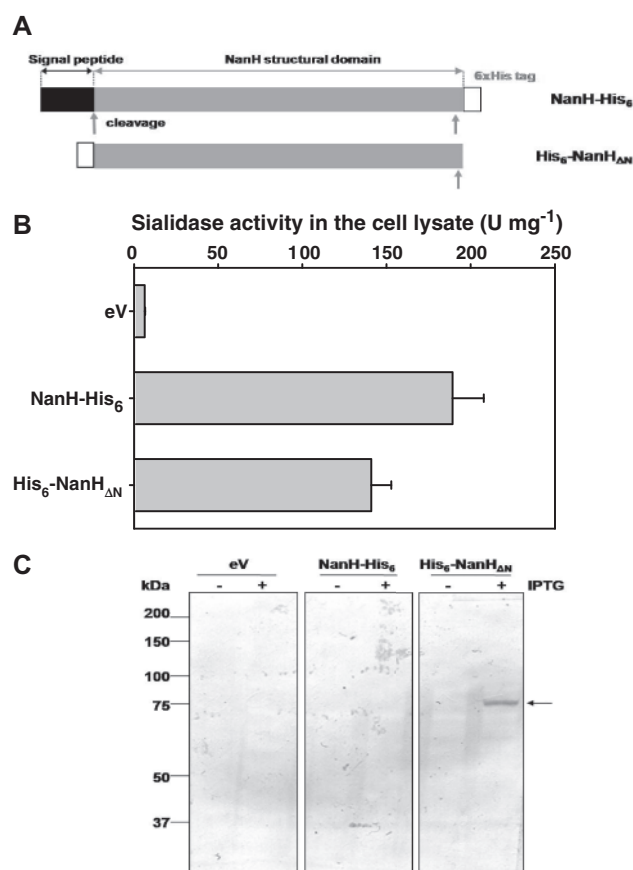 A
Signal peptide NanH structural domain
6xHis tag
NanH-His6
cleavage
His6-NanHΔN
B
Sialidase activity in the cell lysate (U mg-1)
0 50 100 150 200 250
eV
NanH-His6
His6-NanHΔN
C
eV NanH-His6 His6-NanHΔN
kDa - + - + - + IPTG
200
150
100
75
50
37